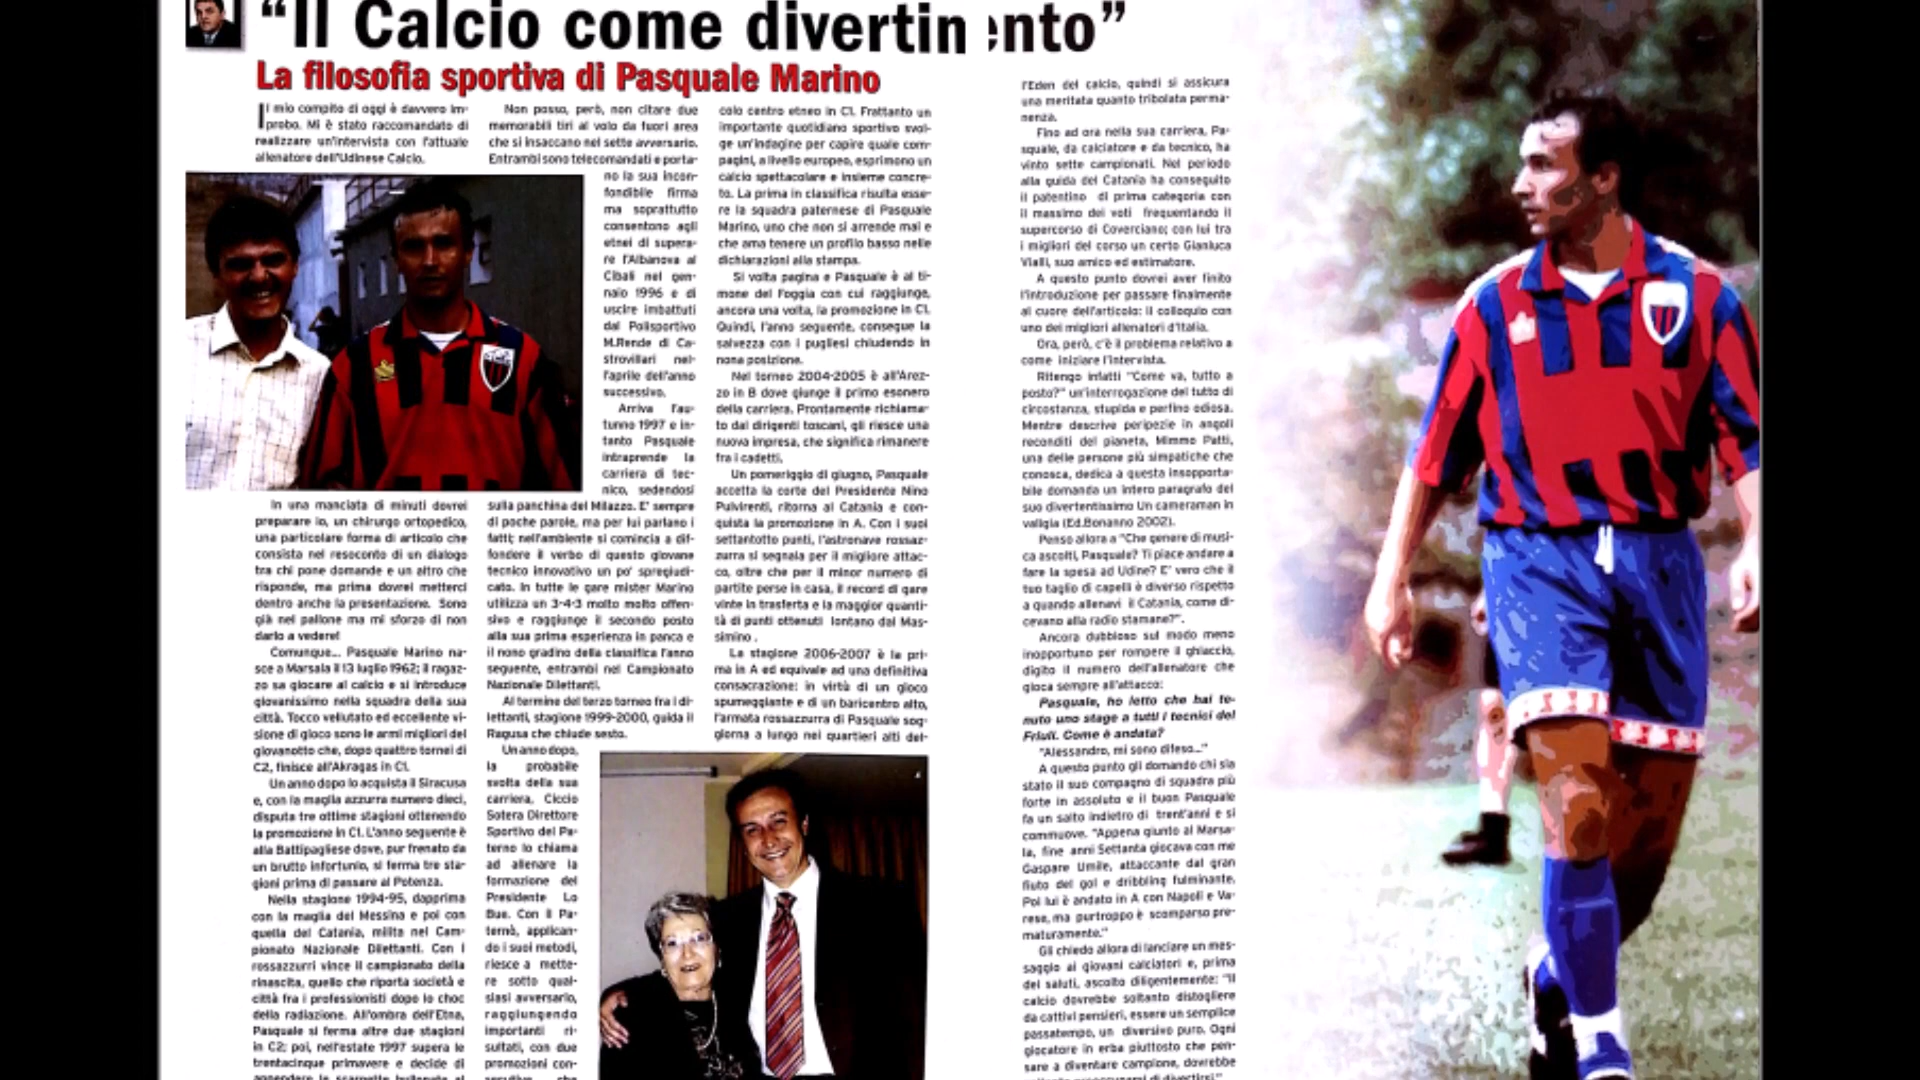 “Il Calcio come divertin ento”
La filosofia sportiva di Pasquale Marino
Il mio compito di oggi è davvero im-
probo. Mi è stato raccomandato di
realizzare un'intervista con l'attuale
allenatore dell'Udinese Calcio.
In una manciata di minuti dovrei
preparare io, un chirurgo ortopedico,
una particolare forma di articolo che
consista nel resoconto di un dialogo
tra chi pone domande e un altro che
risponde, ma prima dovrei metterci
dentro anche la presentazione. Sono
già nel pallone ma mi sforzo di non
darlo a vedere!
Comunque... Pasquale Marino na-
sce a Marsala il 13 luglio 1962; il ragaz-
zo sa giocare al calcio e si introduce
giovanissimo nella squadra della sua
città. Tocco vellutato ed eccellente vi-
sione di gioco sono le armi migliori del
giovanotto che, dopo quattro tornei di
C2, finisce all'Akragas in C1.
Un anno dopo lo acquista il Siracusa
e, con la maglia azzurra numero dieci,
disputa tre ottime stagioni ottenendo
la promozione in C1. L'anno seguente è
alla Battipagliese dove, pur frenato da
un brutto infortunio, si ferma tre sta-
gioni prima di passare al Potenza.
Nella stagione 1994-95, dapprima
con la maglia del Messina e poi con
quella del Catania, milita nel Cam-
pionato Nazionale Dilettanti. Con i
rossazzurri vince il campionato della
rinascita, quello che riporta società e
città fra i professionisti dopo lo choc
della radiazione. All'ombra dell'Etna,
Pasquale si ferma altre due stagioni
in C2; poi, nell'estate 1997 supera le
trentacinque primavere e decide di
appendere le scarpette bullonate al
Non posso, però, non citare due
memorabili tiri al volo da fuori area
che si insaccano nel sette avversario.
Entrambi sono telecomandati e porta-
no la sua incon-
fondibile firma
ma soprattutto
consentono agli
etnei di supera-
re l'Albanova al
Cibali nel gen-
naio 1996 e di
uscire imbattuti
dal Polisportivo
M.Rende di Ca-
strovillari nel-
l'aprile dell'anno
successivo.
Arriva l'au-
tunno 1997 e in-
tanto Pasquale
intraprende la
carriera di tec-
nico, sedendosi
sulla panchina del Milazzo. E' sempre
di poche parole, ma per lui parlano i
fatti; nell'ambiente si comincia a dif-
fondere il verbo di questo giovane
tecnico innovativo un po' spregiudi-
cato. In tutte le gare mister Marino
utilizza un 3-4-3 molto molto offen-
sivo e raggiunge il secondo posto
alla sua prima esperienza in panca e
il nono gradino della classifica l'anno
seguente, entrambi nel Campionato
Nazionale Dilettanti.
Al termine del terzo torneo fra i di-
lettanti, stagione 1999-2000, guida il
Ragusa che chiude sesto.
Un anno dopo,
la probabile
svolta della sua
carriera, Ciccio
Sotera Direttore
Sportivo del Pa-
terno lo chiama
ad allenare la
formazione del
Presidente Lo
Bue. Con il Pa-
ternò, applican-
do i suoi metodi,
riesce a mette-
re sotto qual-
siasi avversario,
raggiungendo
importanti ri-
sultati, con due
promozioni con-
secutive che
colo centro etneo in C1. Frattanto un
importante quotidiano sportivo svol-
ge un'indagine per capire quale com-
pagini, a livello europeo, esprimono un
calcio spettacolare e insieme concre-
to. La prima in classifica risulta esse-
re la squadra paternese di Pasquale
Marino, uno che non si arrende mai e
che ama tenere un profilo basso nelle
dichiarazioni alla stampa.
Si volta pagina e Pasquale è al ti-
mone del Foggia con cui raggiunge,
ancora una volta, la promozione in C1.
Quindi, l'anno seguente, consegue la
salvezza con i pugliesi chiudendo in
nona posizione.
Nel torneo 2004-2005 è all'Arez-
zo in B dove giunge il primo esonero
della carriera. Prontamente richiama-
to dai dirigenti toscani, gli riesce una
nuova impresa, che significa rimanere
fra i cadetti.
Un pomeriggio di giugno, Pasquale
accetta la corte del Presidente Nino
Pulvirenti, ritorna al Catania e con-
quista la promozione in A. Con i suoi
settantotto punti, l'astronave rossaz-
zurra si segnala per il migliore attac-
co, oltre che per il minor numero di
partite perse in casa, il record di gare
vinte in trasferta e la maggior quanti-
tà di punti ottenuti lontano dal Mas-
simino .
La stagione 2006-2007 è la pri-
ma in A ed equivale ad una definitiva
consacrazione: in virtù di un gioco
spumeggiante e di un baricentro alto,
l'armata rossazzurra di Pasquale sog-
giorna a lungo nei quartieri alti del-
l'Eden del calcio, quindi si assicura
una meritata quanto tribolata perma-
nenza.
Fino ad ora nella sua carriera, Pa-
squale, da calciatore e da tecnico, ha
vinto sette campionati. Nel periodo
alla guida del Catania ha conseguito
il patentino di prima categoria con
il massimo dei voti frequentando il
supercorso di Coverciano; con lui tra
i migliori del corso un certo Gianluca
Vialli, suo amico ed estimatore.
A questo punto dovrei aver finito
l'introduzione per passare finalmente
al cuore dell'articolo: il colloquio con
uno dei migliori allenatori d'Italia.
Ora, però, c'è il problema relativo a
come iniziare l'intervista.
Ritengo infatti "Come va, tutto a
posto?" un'interrogazione del tutto di
circostanza, stupida e perfino odiosa.
Mentre descrive peripezie in angoli
reconditi del pianeta, Mimmo Patti,
una delle persone più simpatiche che
conosca, dedica a questa insopporta-
bile domanda un intero paragrafo del
suo divertentissimo Un cameraman in
valigia (Ed.Bonanno 2002).
Penso allora a "Che genere di musi-
ca ascolti, Pasquale? Ti piace andare a
fare la spesa ad Udine? E' vero che il
tuo taglio di capelli è diverso rispetto
a quando allenavi il Catania, come di-
cevano alla radio stamane?".
Ancora dubbioso sul modo meno
inopportuno per rompere il ghiaccio,
digito il numero dell'allenatore che
gioca sempre all'attacco:
Pasquale, ho letto che hai te-
nuto uno stage a tutti i tecnici del
Friuli. Come è andata?
"Alessandro, mi sono difeso..."
A questo punto gli domando chi sia
stato il suo compagno di squadra più
forte in assoluto e il buon Pasquale
fa un salto indietro di trent'anni e si
commuove. "Appena giunto al Marsa-
la, fine anni Settanta giocava con me
Gaspare Umile, attaccante dal gran
fiuto del gol e dribbling fulminante.
Poi lui è andato in A con Napoli e Va-
rese, ma purtroppo è scomparso pre-
maturamente."
Gli chiedo allora di lanciare un mes-
saggio ai giovani calciatori e, prima
dei saluti, ascolto diligentemente: "Il
calcio dovrebbe soltanto distogliere
da cattivi pensieri, essere un semplice
passatempo, un diversivo puro. Ogni
giocatore in erba piuttosto che pen-
sare a diventare campione, dovrebbe